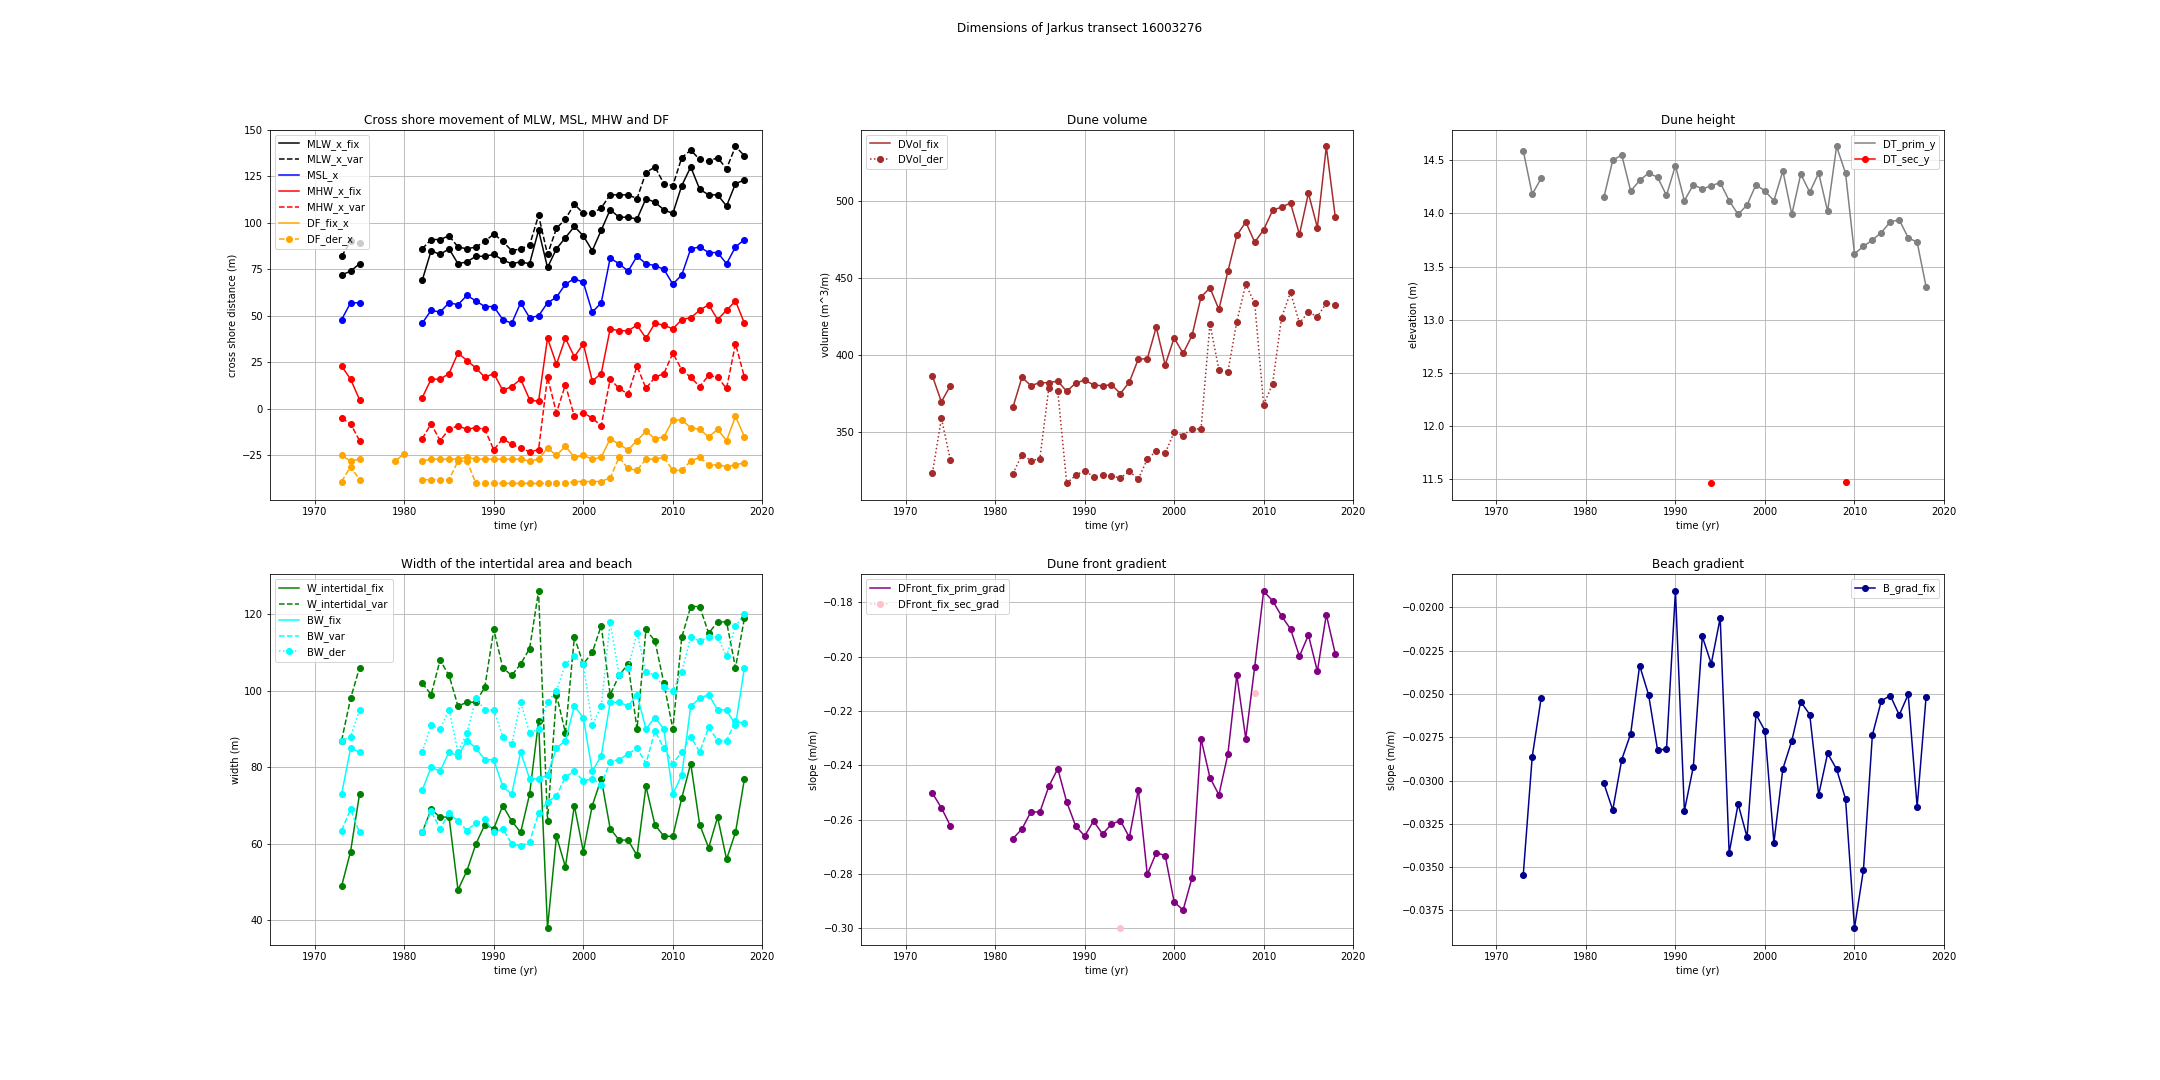 Dimensions of Jarkus transect 16003276
Cross shore movement of MLW, MSL, MHW and DF
150
125
100
75
50
25
0
−25
cross shore distance (m)
MLW_x_fix
MLW_x_var
MSL_x
MHW_x_fix
MHW_x_var
DF_fix_x
DF_der_x
1970 1980 1990 2000 2010 2020
time (yr)
Dune volume
500
450
400
350
volume (m^3/m)
DVol_fix
DVol_der
1970 1980 1990 2000 2010 2020
time (yr)
Dune height
14.5
14.0
13.5
13.0
12.5
12.0
11.5
elevation (m)
DT_prim_y
DT_sec_y
1970 1980 1990 2000 2010 2020
time (yr)
Width of the intertidal area and beach
120
100
80
60
40
width (m)
W_intertidal_fix
W_intertidal_var
BW_fix
BW_var
BW_der
1970 1980 1990 2000 2010 2020
time (yr)
Dune front gradient
−0.18
−0.20
−0.22
−0.24
−0.26
−0.28
−0.30
slope (m/m)
DFront_fix_prim_grad
DFront_fix_sec_grad
1970 1980 1990 2000 2010 2020
time (yr)
Beach gradient
−0.0200
−0.0225
−0.0250
−0.0275
−0.0300
−0.0325
−0.0350
−0.0375
slope (m/m)
B_grad_fix
1970 1980 1990 2000 2010 2020
time (yr)